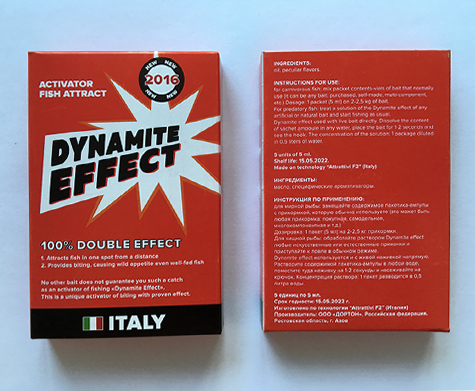 ACTIVATOR
FISH ATTRACT
NEW NEW
2016
NEW NEW
DYNAMITE
EFFECT
100% DOUBLE EFFECT
1. Attracts fish in one spot from a distance
2. Provides biting, causing wild appetite even well-fed fish
No other bait does not guarantee you such a catch
as an activator of fishing «Dynamite Effect».
This is a unique activator of biting with proven effect.
ITALY
INGREDIENTS:
oil, peculiar flavors.
INSTRUCTIONS FOR USE:
for carnivorous fish: mix packet contents-uvers of bait that normally
use (it can be any bait: purchased, self-made, multi-component,
etc.) Dosage: 1 packet (5 ml) on 2-2,5 kg of bait.
For predatory fish: treat a solution of the Dynamite effect of any
artificial or natural bait and start fishing as usual.
Dynamite effect used with live bait directly. Dissolve the content
of sachet ampoule in any water, place the bait for 1-2 seconds and
see the hook. The concentration of the solution: 1 package diluted
in 0,5 liters of water.
5 units of 5 ml.
Shelf life: 15.05.2022.
Made on technology "Attrattivi F2" (Italy)
ИНГРЕДИЕНТЫ:
масло, специфические ароматизаторы.
ИНСТРУКЦИЯ ПО ПРИМЕНЕНИЮ:
для мирной рыбы: замешайте содержимое пакетика-ампулы
с прикормкой, которую обычно используете (это может быть
любая прикормка: покупная, самодельная,
многокомпонентная и т.д.)
Дозировка: 1 пакет (5 мл) на 2-2,5 кг прикормки.
Для хищной рыбы: обработайте раствором Dynamite effect
любые искусственные или естественные приманки и
приступайте к ловле в обычном режиме.
Dynamite effect используется и с живой наживкой напрямую.
Растворите содержимое пакетика-ампулы в любой воде,
поместите туда наживку на 1-2 секунды и насаживайте на
крючок. Концентрация раствора: 1 пакет разводится в 0,5
литра воды.
5 единиц по 5 мл.
Срок годности: 15.05.2022 г.
Изготовлено по технологии "Attrattivi F2" (Италия)
Производитель: ООО «ДОРТОН», Российская федерация,
Ростовская область, г. Азов